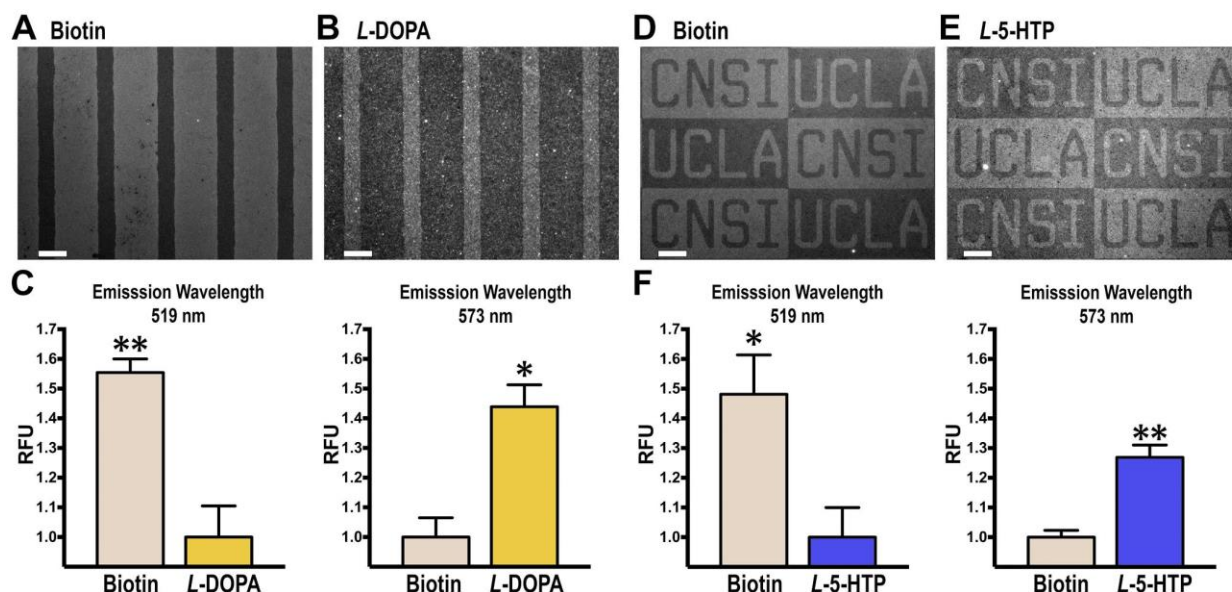 A Biotin
B L-DOPA
D Biotin
E L-5-HTP
CNSI UCLA
UCLA CNSI
CNSI UCLA
CNSI UCLA
UCLA CNSI
CNSI UCLA
C
Emisssion Wavelength
519 nm
RFU
1.7
1.6
1.5
1.4
1.3
1.2
1.1
1.0
**
Biotin L-DOPA
Emisssion Wavelength
573 nm
1.7
1.6
1.5
1.4
1.3
1.2
1.1
1.0
*
Biotin L-DOPA
F
Emisssion Wavelength
519 nm
RFU
1.7
1.6
1.5
1.4
1.3
1.2
1.1
1.0
*
Biotin L-5-HTP
Emisssion Wavelength
573 nm
1.7
1.6
1.5
1.4
1.3
1.2
1.1
1.0
**
Biotin L-5-HTP